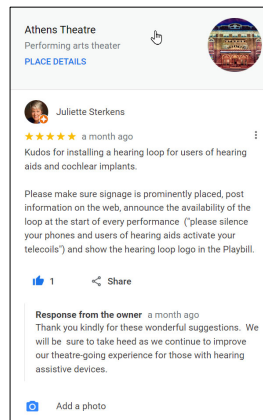 Athens Theatre
Performing arts theater
PLACE DETAILS
Juliette Sterkens
a month ago
Kudos for installing a hearing loop for users of hearing
aids and cochlear implants.
Please make sure signage is prominently placed, post
information on the web, announce the availability of the
loop at the start of every performance ("please silence
your phones and users of hearing aids activate your
telecoils") and show the hearing loop logo in the Playbill.
1 Share
Response from the owner a month ago
Thank you kindly for these wonderful suggestions. We
will be sure to take heed as we continue to improve
our theatre-going experience for those with hearing
assistive devices.
Add a photo